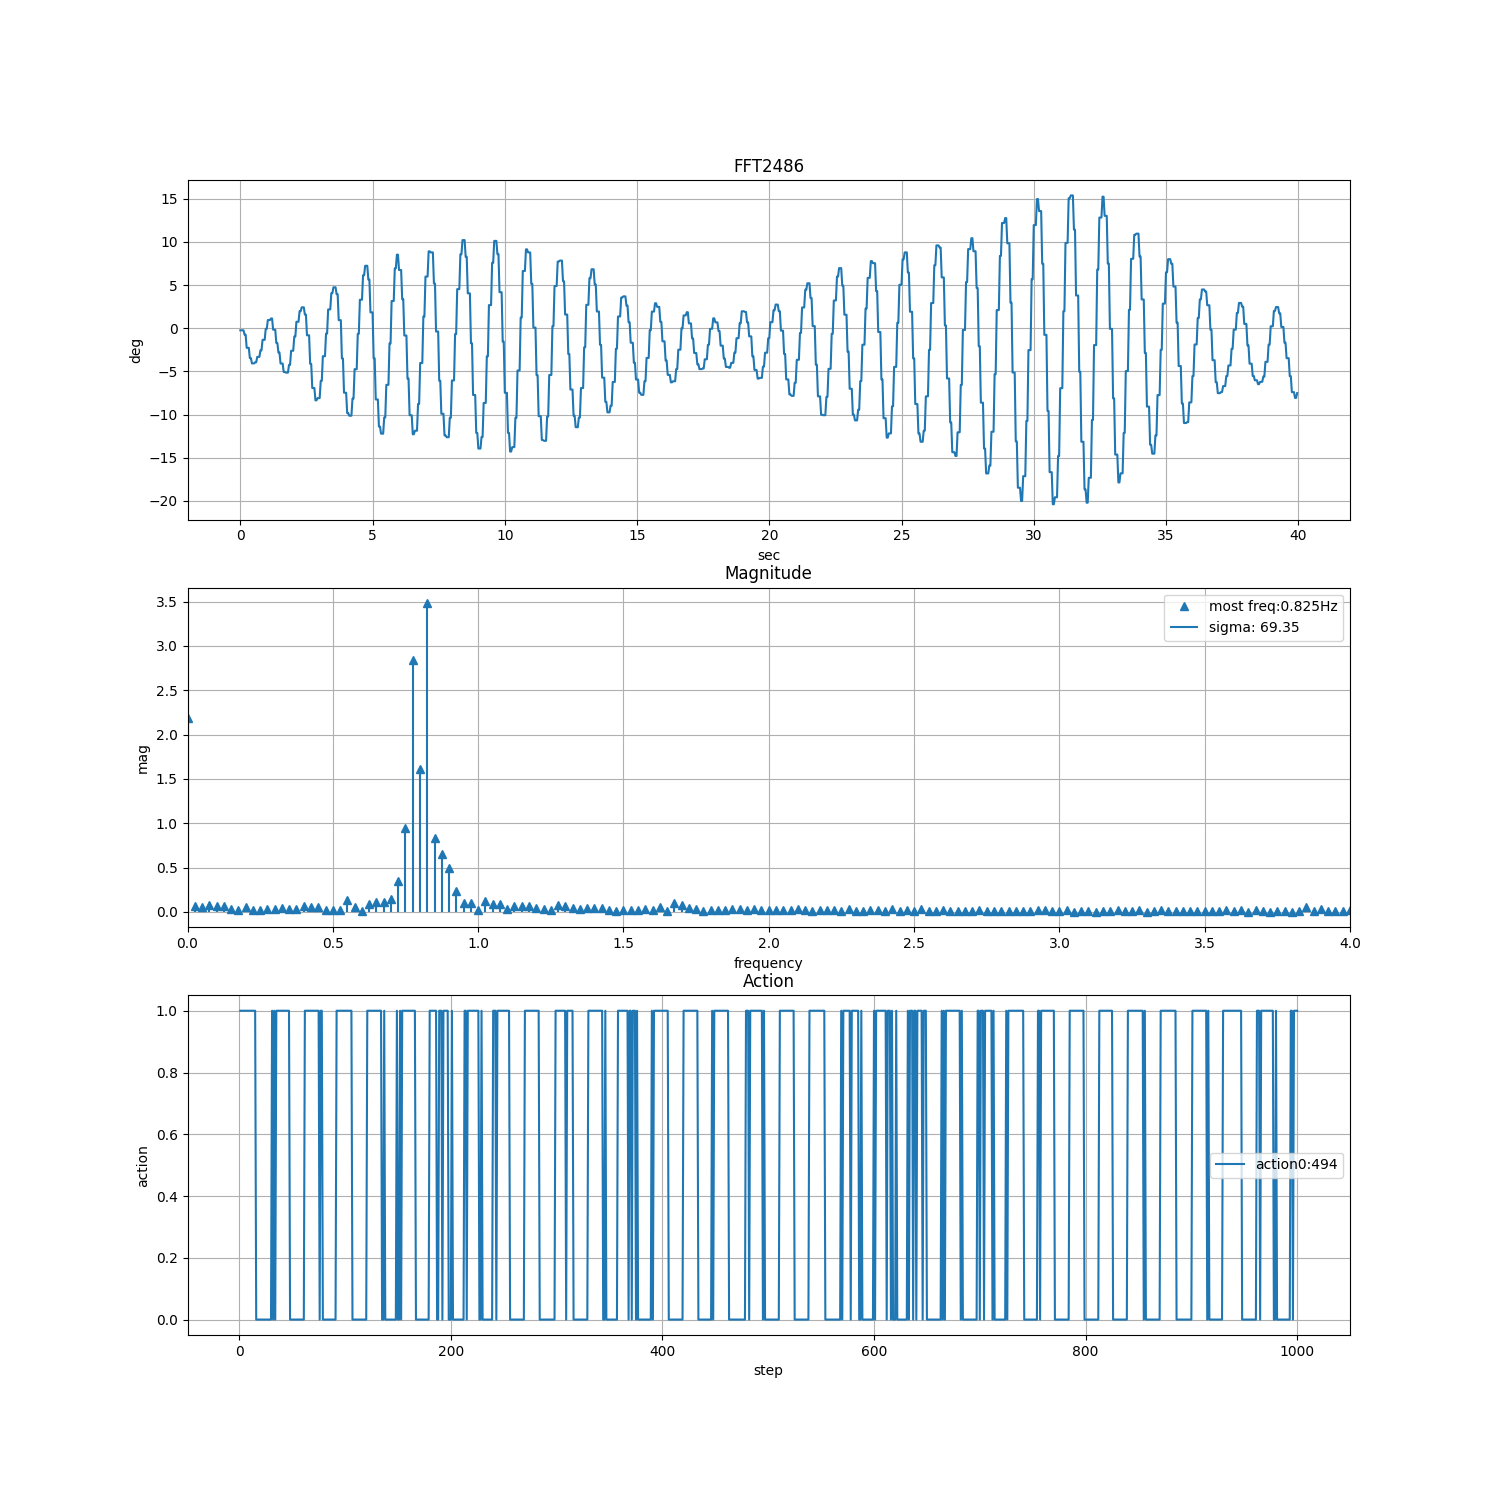 FFT2486
15
10
5
0
−5
−10
−15
−20
deg
0 5 10 15 20 25 30 35 40
sec
Magnitude
3.5
3.0
2.5
2.0
1.5
1.0
0.5
0.0
mag
most freq:0.825Hz
sigma: 69.35
0.0 0.5 1.0 1.5 2.0 2.5 3.0 3.5 4.0
frequency
Action
1.0
0.8
0.6
0.4
0.2
0.0
action
action0:494
0 200 400 600 800 1000
step